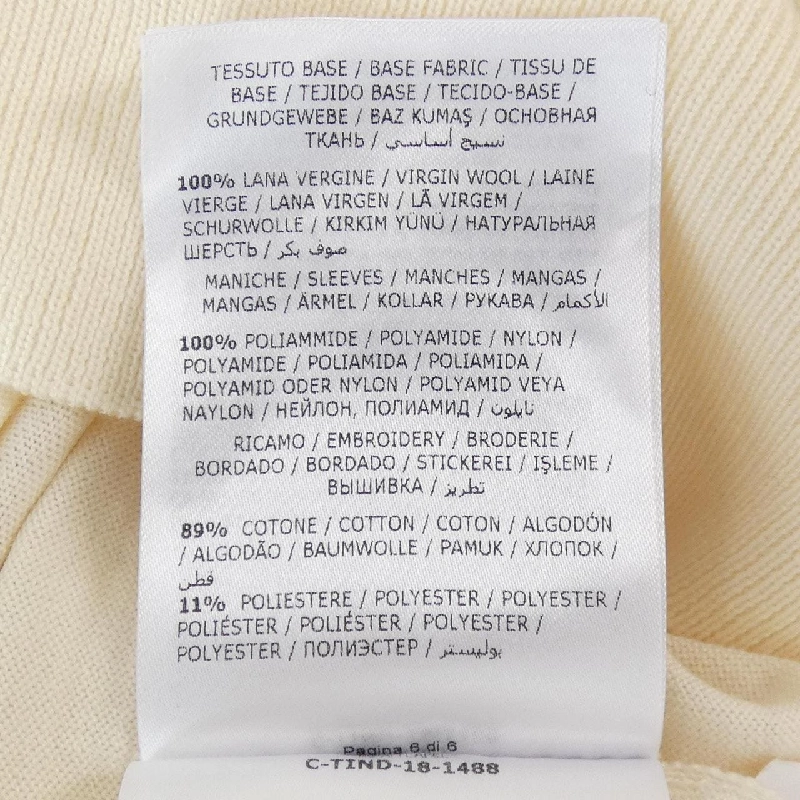 TESSUTO BASE / BASE FABRIC / TISSU DE
BASE / TEJIDO BASE / TECIDO-BASE /
GRUNDGEWEBE / BAZ KUMAŞ / ОСНОВНАЯ
ТКАНЬ / نسيج أساسي
100% LANA VERGINE / VIRGIN WOOL / LAINE
VIERGE / LANA VIRGEN / LÃ VIRGEM /
SCHURWOLLE / KIRKIM YÜNÜ / НАТУРАЛЬНАЯ
ШЕРСТЬ / صوف بكر
MANICHE / SLEEVES / MANCHES / MANGAS /
MANGAS / ÄRMEL / KOLLAR / РУКАВА / الأكمام
100% POLIAMMIDE / POLYAMIDE / NYLON /
POLYAMIDE / POLIAMIDA / POLIAMIDA /
POLYAMID ODER NYLON / POLYAMID VEYA
NAYLON / НЕЙЛОН, ПОЛИАМИД / نايلون
RICAMO / EMBROIDERY / BRODERIE /
BORDADO / BORDADO / STICKEREI / IŞLEME /
ВЫШИВКА / تطريز
89% COTONE / COTTON / COTON / ALGODÓN
/ ALGODÃO / BAUMWOLLE / PAMUK / ХЛОПОК /
قطن
11% POLIESTERE / POLYESTER / POLYESTER /
POLIÉSTER / POLIÉSTER / POLYESTER /
POLYESTER / ПОЛИЭСТЕР / بوليستر
Pagina 6 di 6
C-TIND-18-1488